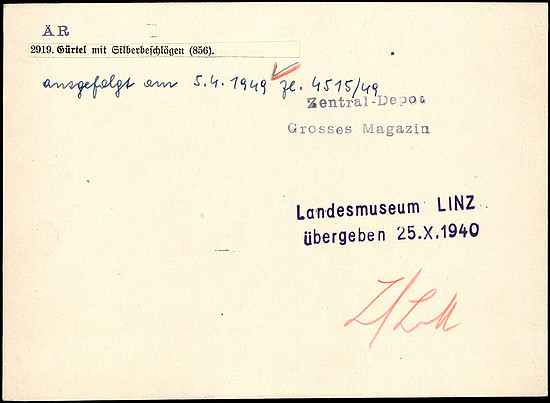 ÄR
2919. Gürtel mit Silberbeschlägen (856).
ausgefolgt am 5.4.1949 Zl. 4515/49
Zentral-Depot
Grosses Magazin
Landesmuseum LINZ
übergeben 25.X.1940
Z/LM